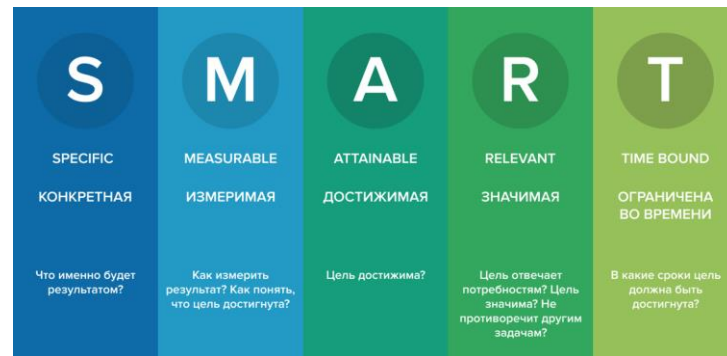 S
SPECIFIC
КОНКРЕТНАЯ
Что именно будет
результатом?
M
MEASURABLE
ИЗМЕРИМАЯ
Как измерить
результат? Как понять,
что цель достигнута?
A
ATTAINABLE
ДОСТИЖИМАЯ
Цель достижима?
R
RELEVANT
ЗНАЧИМАЯ
Цель отвечает
потребностям? Цель
значима? Не
противоречит другим
задачам?
T
TIME BOUND
ОГРАНИЧЕНА
ВО ВРЕМЕНИ
В какие сроки цель
должна быть
достигнута?